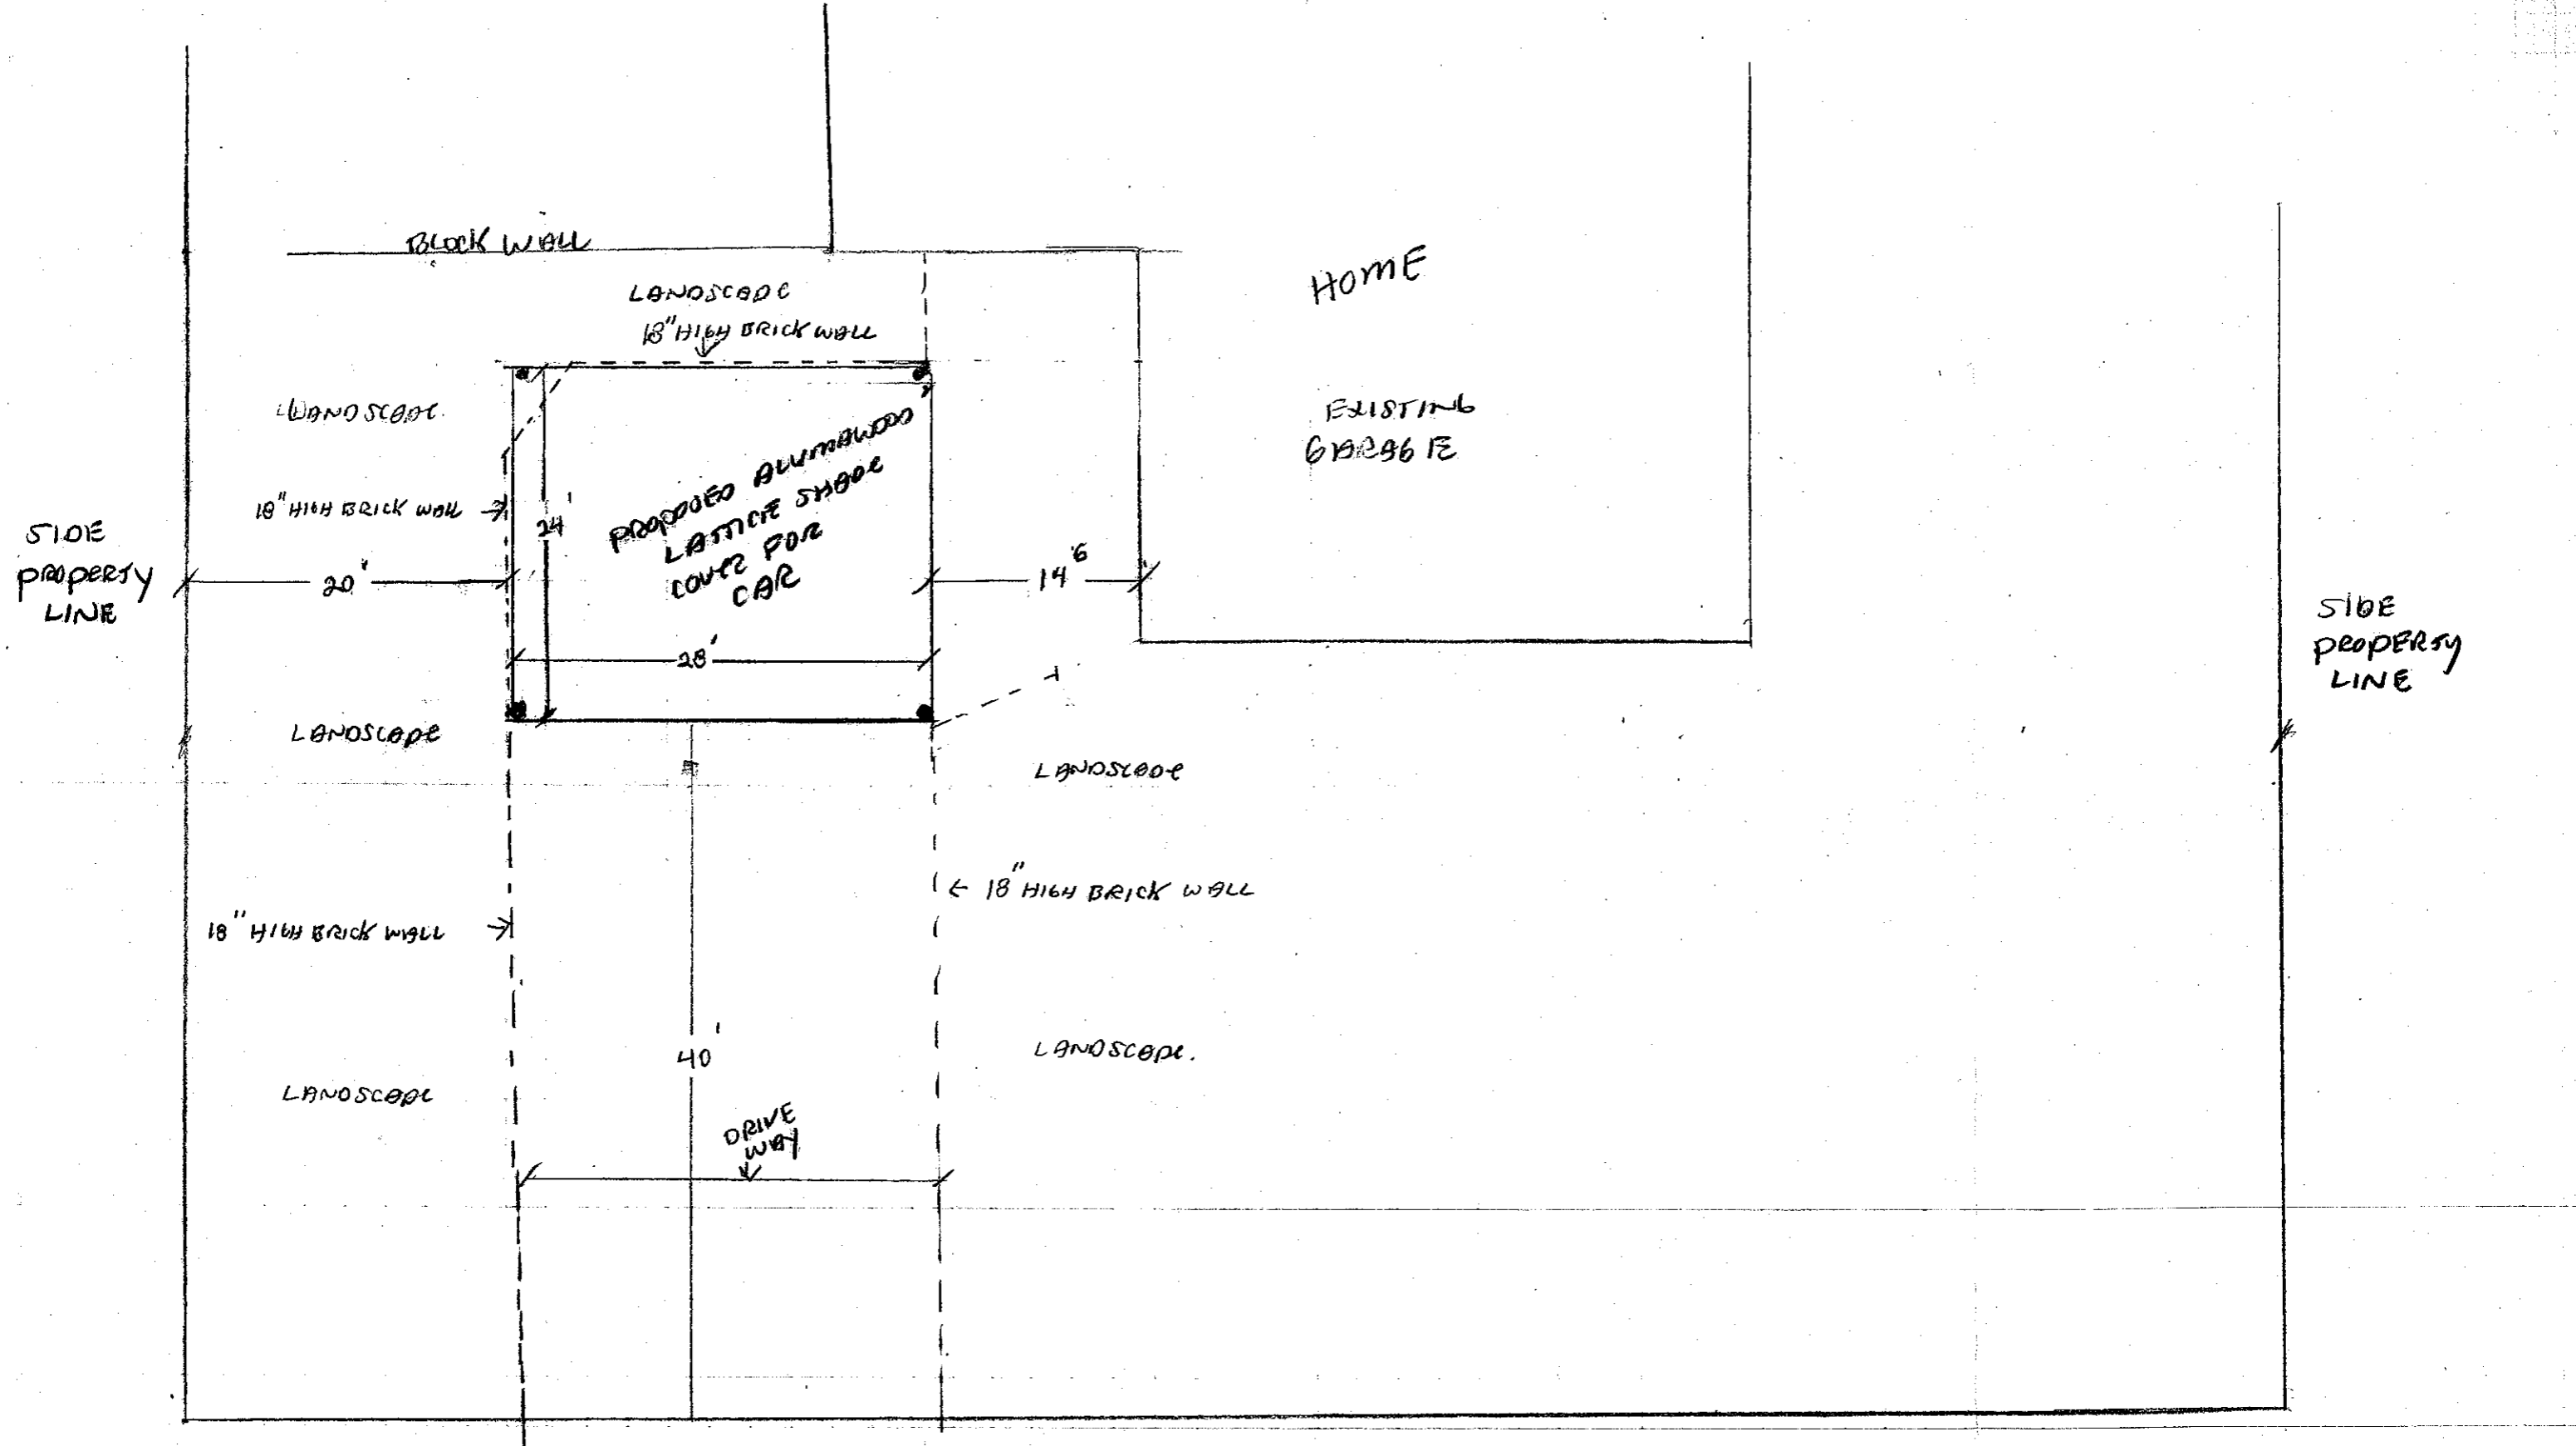 BLOCK WALL
LANDSCAPE
18" HIGH BRICK WALL
HOME
LANDSCAPE
EXISTING
GARAGE
PROPOSED ALUMAWOOD
LATTICE SHADE
COVER FOR
CAR
18" HIGH BRICK WALL
24'
SIDE
PROPERTY
LINE
20'
14'6
28'
SIDE
PROPERTY
LINE
LANDSCAPE
LANDSCAPE
18" HIGH BRICK WALL
18" HIGH BRICK WALL
40'
LANDSCAPE.
LANDSCAPE
DRIVE
WAY